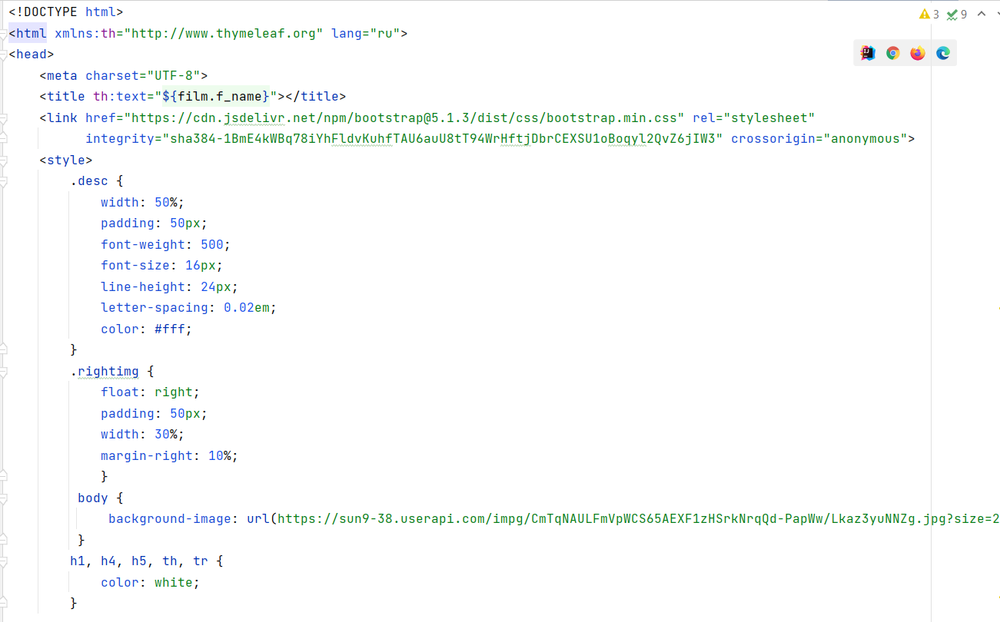 <!DOCTYPE html>
<html xmlns:th="http://www.thymeleaf.org" lang="ru">
<head>
    <meta charset="UTF-8">
    <title th:text="${film.f_name}"></title>
    <link href="https://cdn.jsdelivr.net/npm/bootstrap@5.1.3/dist/css/bootstrap.min.css" rel="stylesheet"
          integrity="sha384-1BmE4kWBq78iYhFldvKuhfTAU6auU8tT94WrHftjDbrCEXSU1oBoqyl2QvZ6jIW3" crossorigin="anonymous">
    <style>
        .desc {
            width: 50%;
            padding: 50px;
            font-weight: 500;
            font-size: 16px;
            line-height: 24px;
            letter-spacing: 0.02em;
            color: #fff;
        }
        .rightimg {
            float: right;
            padding: 50px;
            width: 30%;
            margin-right: 10%;
            }
         body {
             background-image: url(https://sun9-38.userapi.com/impg/CmTqNAULFmVpWCS65AEXF1zHSrkNrqQd-PapWw/Lkaz3yuNNZg.jpg?size=2
         }
        h1, h4, h5, th, tr {
            color: white;
        }
3 9